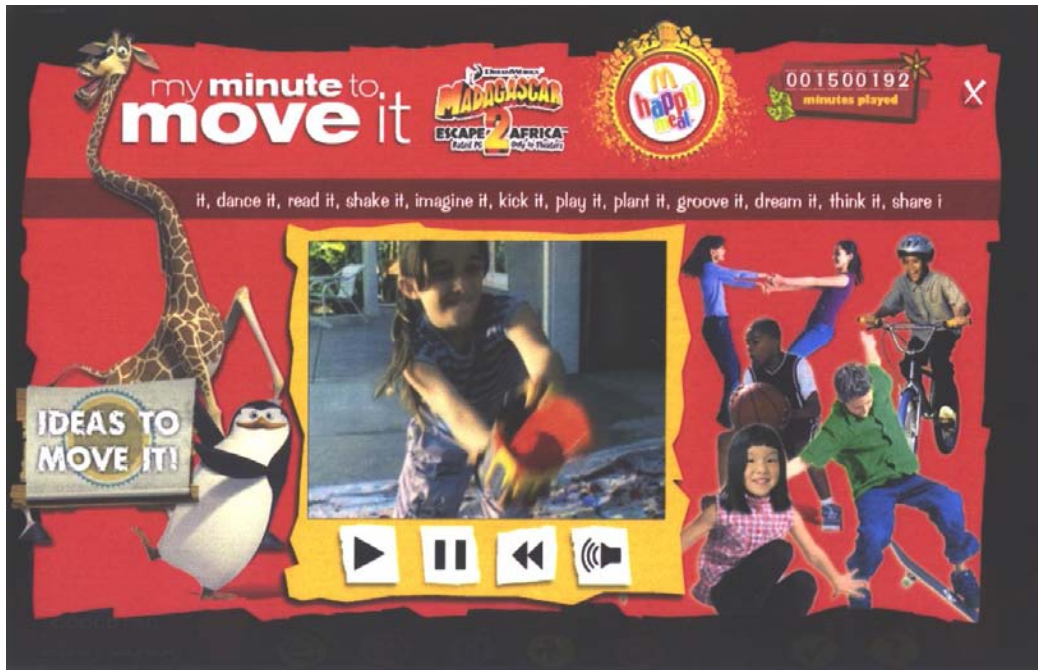 my minute to
move it
DREAMWORKS
MADAGASCAR
ESCAPE 2 AFRICA™
Rated PG Only In Theaters
happy
meal
001500192
minutes played
X
it, dance it, read it, shake it, imagine it, kick it, play it, plant it, groove it, dream it, think it, share i
IDEAS TO
MOVE IT!